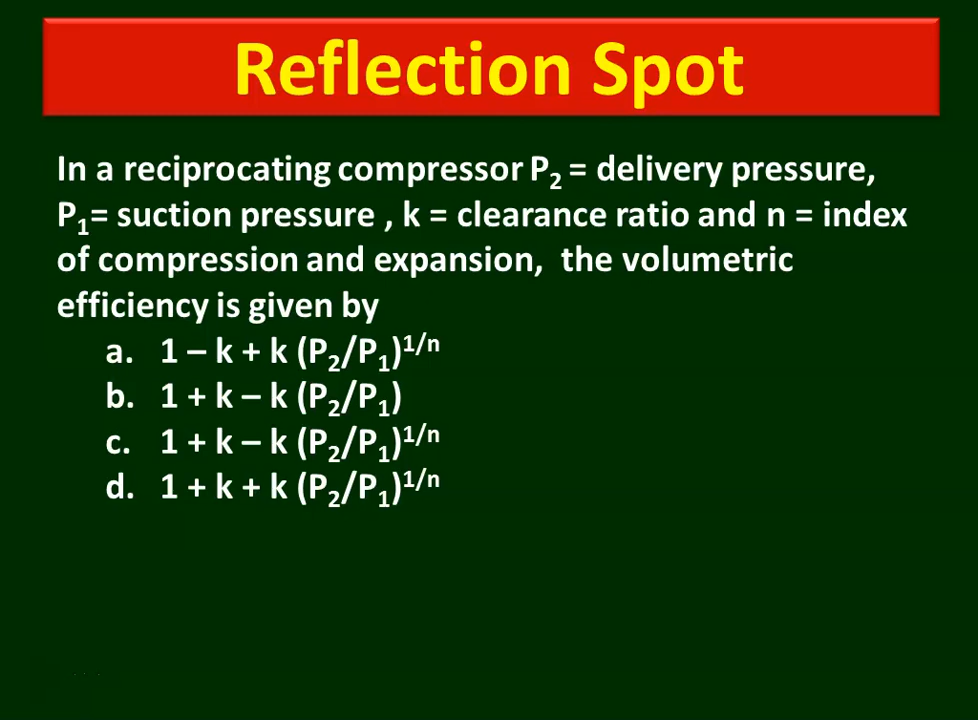 Reflection Spot
In a reciprocating compressor P₂ = delivery pressure,
P₁= suction pressure , k = clearance ratio and n = index
of compression and expansion,  the volumetric
efficiency is given by
a. 1 – k + k (P₂/P₁)¹/ⁿ
b. 1 + k – k (P₂/P₁)
c. 1 + k – k (P₂/P₁)¹/ⁿ
d. 1 + k + k (P₂/P₁)¹/ⁿ